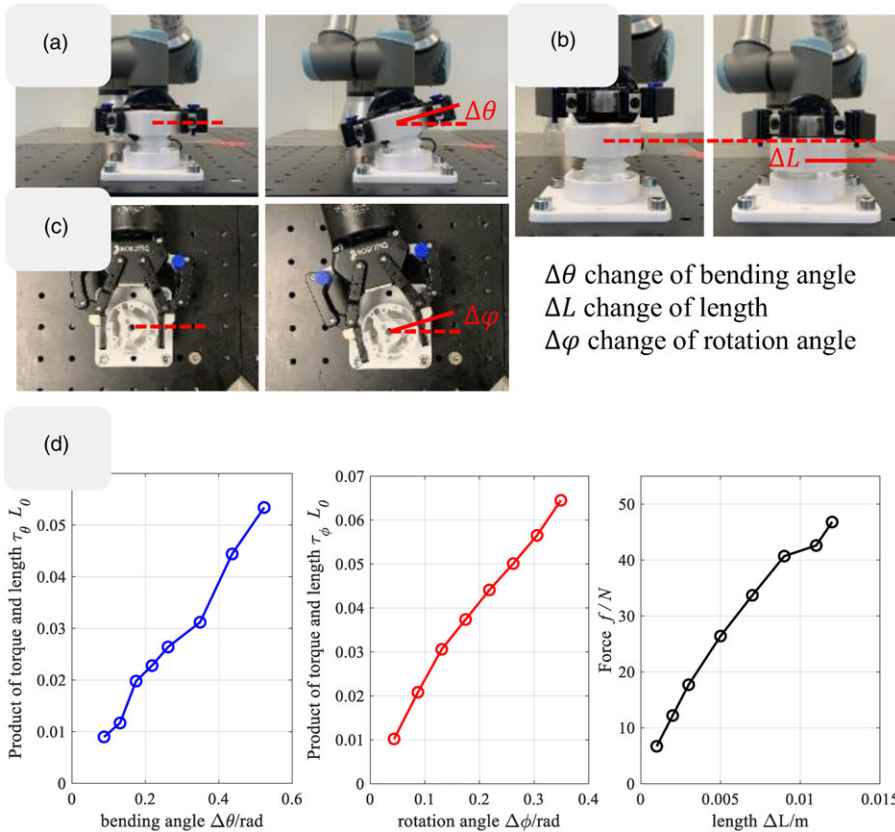 (a)
Δθ
(b)
ΔL
(c)
Δφ
Δθ change of bending angle
ΔL change of length
Δφ change of rotation angle
(d)
Product of torque and length τθ L0
0.05
0.04
0.03
0.02
0.01
0
0 0.2 0.4 0.6
bending angle Δθ/rad
Product of torque and length τϕ L0
0.07
0.06
0.05
0.04
0.03
0.02
0.01
0
0 0.1 0.2 0.3 0.4
rotation angle Δϕ/rad
Force f/N
50
40
30
20
10
0
0 0.005 0.01 0.015
length ΔL/m